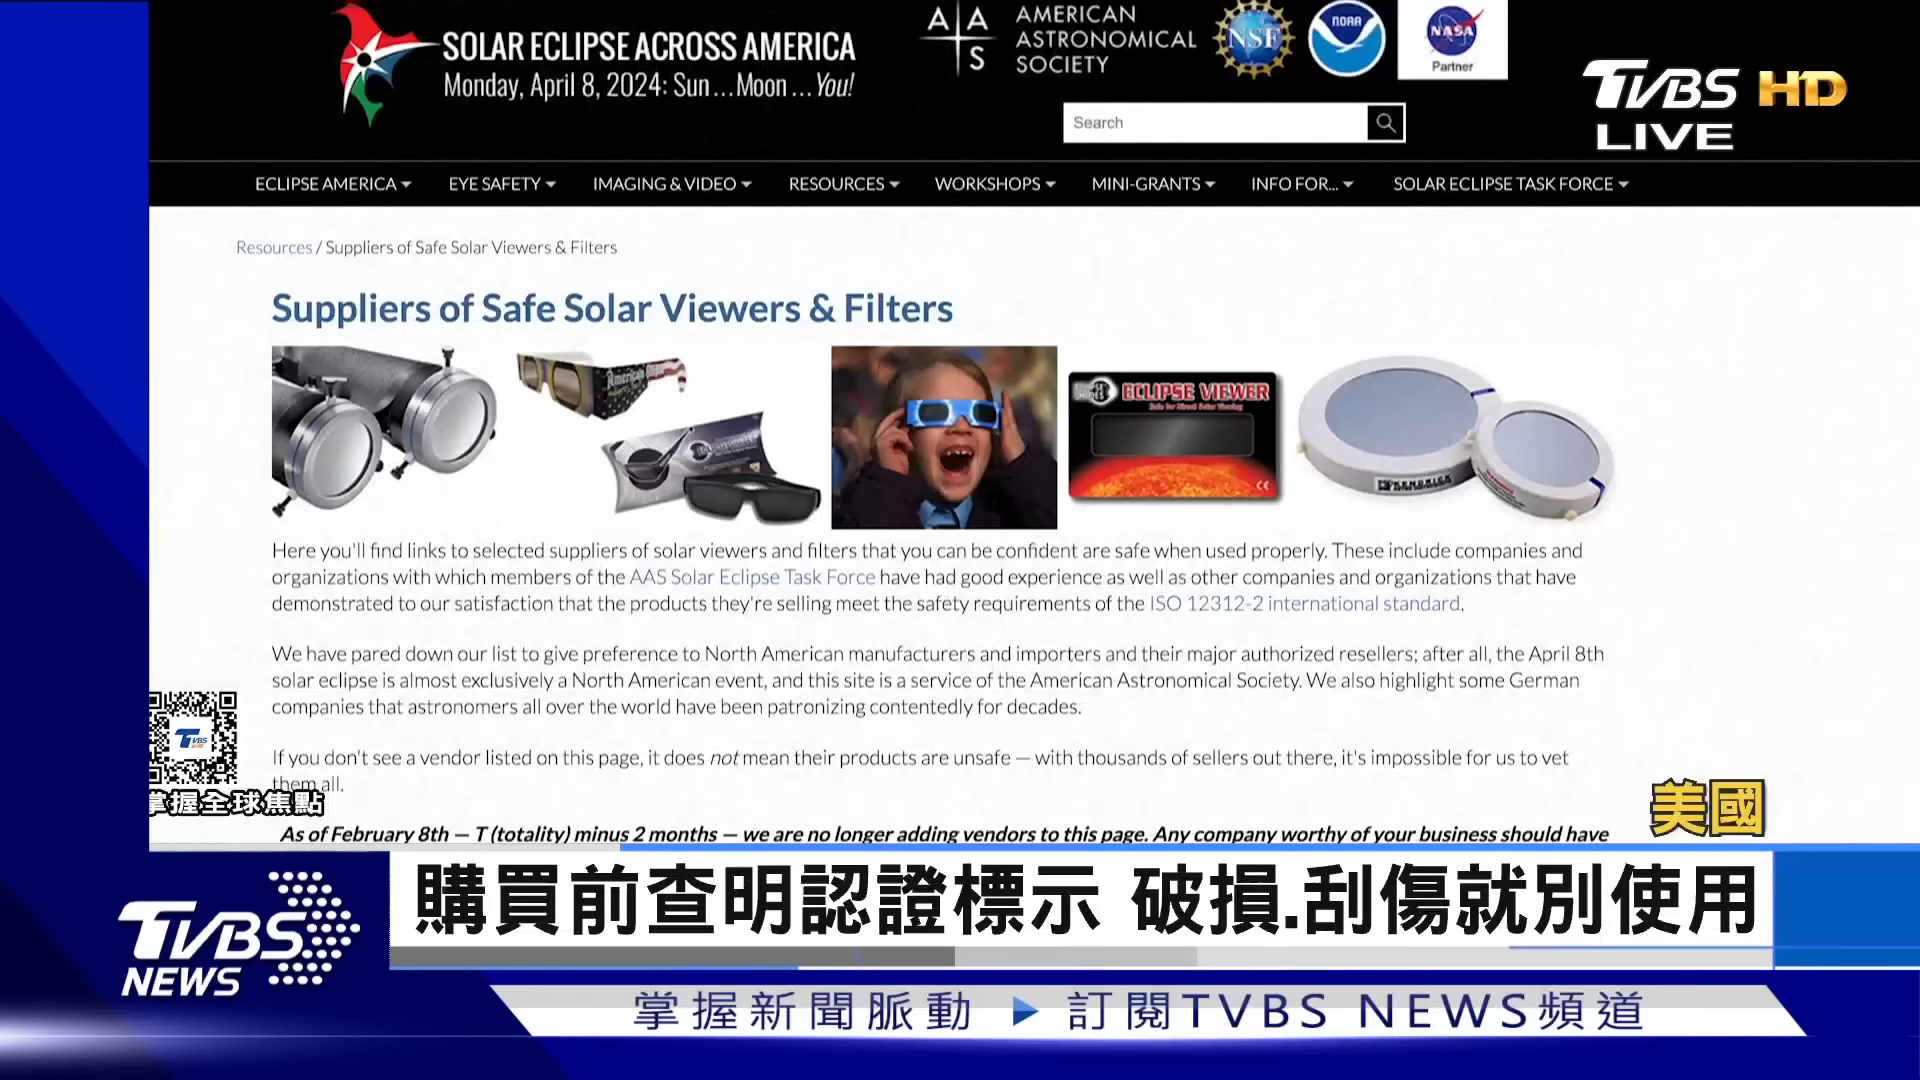 SOLAR ECLIPSE ACROSS AMERICA
Monday, April 8, 2024: Sun...Moon...You!
AAS
AMERICAN
ASTRONOMICAL
SOCIETY
NSF
NOAA
NASA
Partner
Search
TVBS HD
LIVE
ECLIPSE AMERICA
EYE SAFETY
IMAGING & VIDEO
RESOURCES
WORKSHOPS
MINI-GRANTS
INFO FOR...
SOLAR ECLIPSE TASK FORCE
Resources / Suppliers of Safe Solar Viewers & Filters
Suppliers of Safe Solar Viewers & Filters
American
ECLIPSE VIEWER
Safe for Direct Solar Viewing
CE
KENDRICK
Here you'll find links to selected suppliers of solar viewers and filters that you can be confident are safe when used properly. These include companies and
organizations with which members of the AAS Solar Eclipse Task Force have had good experience as well as other companies and organizations that have
demonstrated to our satisfaction that the products they're selling meet the safety requirements of the ISO 12312-2 international standard.
We have pared down our list to give preference to North American manufacturers and importers and their major authorized resellers; after all, the April 8th
solar eclipse is almost exclusively a North American event, and this site is a service of the American Astronomical Society. We also highlight some German
companies that astronomers all over the world have been patronizing contentedly for decades.
If you don't see a vendor listed on this page, it does not mean their products are unsafe — with thousands of sellers out there, it's impossible for us to vet
them all.
As of February 8th — T (totality) minus 2 months — we are no longer adding vendors to this page. Any company worthy of your business should have
TVBS
掌握全球焦點
美國
購買前查明認證標示 破損.刮傷就別使用
TVBS
NEWS
掌握新聞脈動 ▶ 訂閱TVBS NEWS頻道